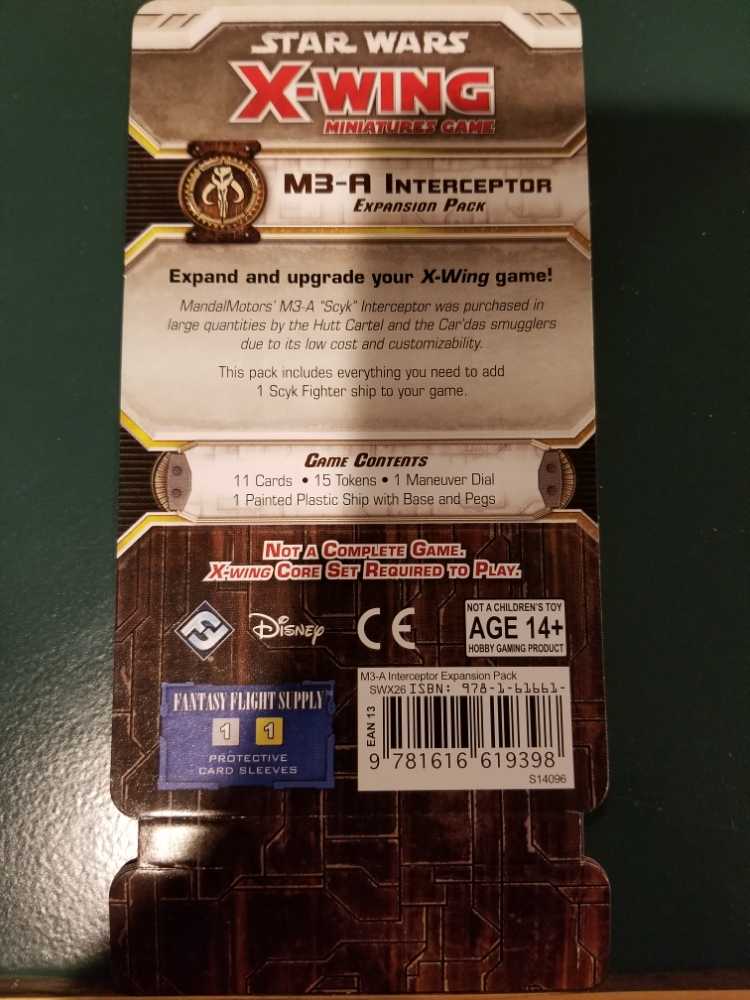 STAR WARS
X-WING
MINIATURES GAME
M3-A INTERCEPTOR
EXPANSION PACK
Expand and upgrade your X-Wing game!
MandalMotors' M3-A "Scyk" Interceptor was purchased in
large quantities by the Hutt Cartel and the Car'das smugglers
due to its low cost and customizability.
This pack includes everything you need to add
1 Scyk Fighter ship to your game.
GAME CONTENTS
11 Cards • 15 Tokens • 1 Maneuver Dial
1 Painted Plastic Ship with Base and Pegs
NOT A COMPLETE GAME.
X-WING CORE SET REQUIRED TO PLAY.
FF
DISNEY
CE
NOT A CHILDREN'S TOY
AGE 14+
HOBBY GAMING PRODUCT
FANTASY FLIGHT SUPPLY
1 1
PROTECTIVE
CARD SLEEVES
M3-A Interceptor Expansion Pack
SWX26 ISBN: 978-1-61661-
EAN 13
9 781616 619398
S14096